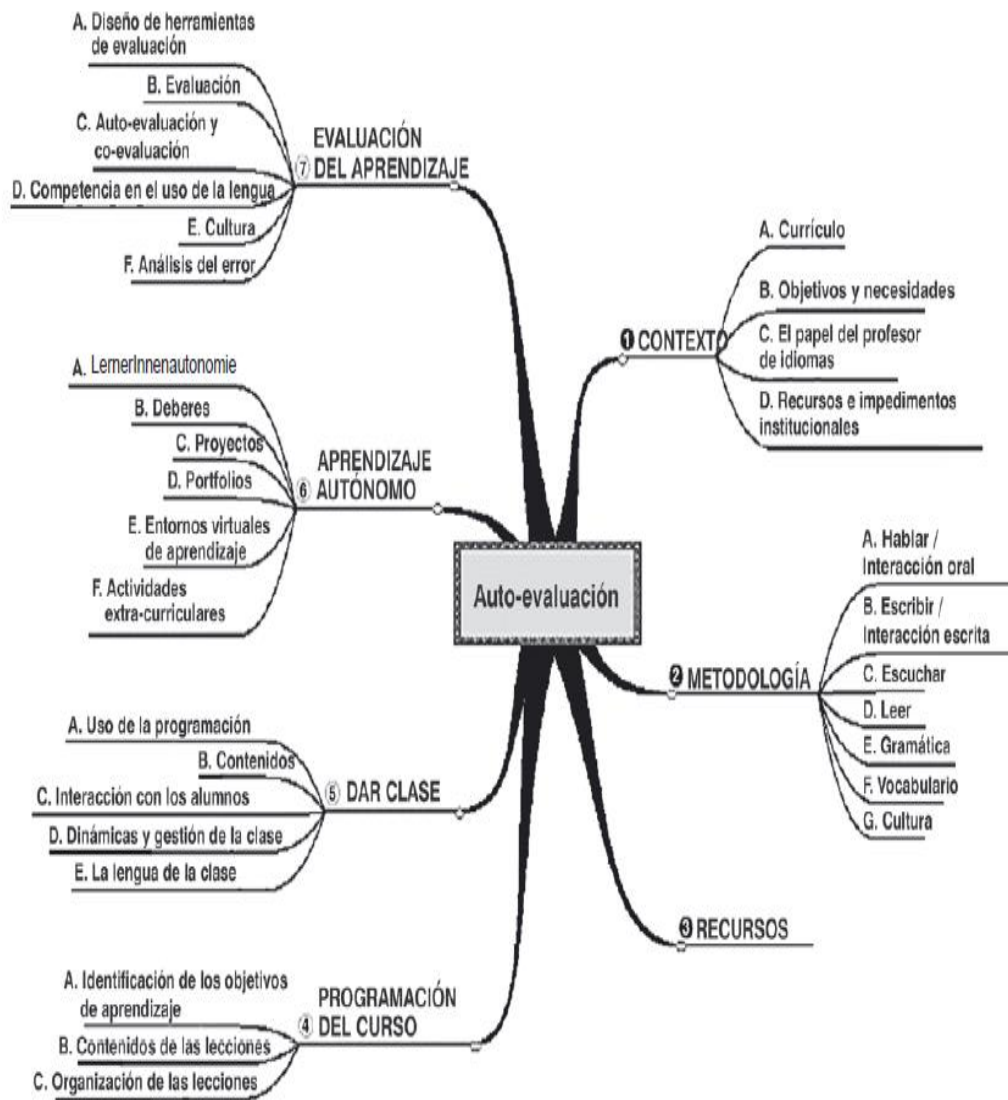 Auto-evaluación
❶ CONTEXTO
A. Currículo
B. Objetivos y necesidades
C. El papel del profesor
de idiomas
D. Recursos e impedimentos
institucionales
❷ METODOLOGÍA
A. Hablar /
Interacción oral
B. Escribir /
Interacción escrita
C. Escuchar
D. Leer
E. Gramática
F. Vocabulario
G. Cultura
❸ RECURSOS
④ PROGRAMACIÓN
DEL CURSO
A. Identificación de los objetivos
de aprendizaje
B. Contenidos de las lecciones
C. Organización de las lecciones
⑤ DAR CLASE
A. Uso de la programación
B. Contenidos
C. Interacción con los alumnos
D. Dinámicas y gestión de la clase
E. La lengua de la clase
⑥ APRENDIZAJE
AUTÓNOMO
A. LernerInnenautonomie
B. Deberes
C. Proyectos
D. Portfolios
E. Entornos virtuales
de aprendizaje
F. Actividades
extra-curriculares
⑦ EVALUACIÓN
DEL APRENDIZAJE
A. Diseño de herramientas
de evaluación
B. Evaluación
C. Auto-evaluación y
co-evaluación
D. Competencia en el uso de la lengua
E. Cultura
F. Análisis del error